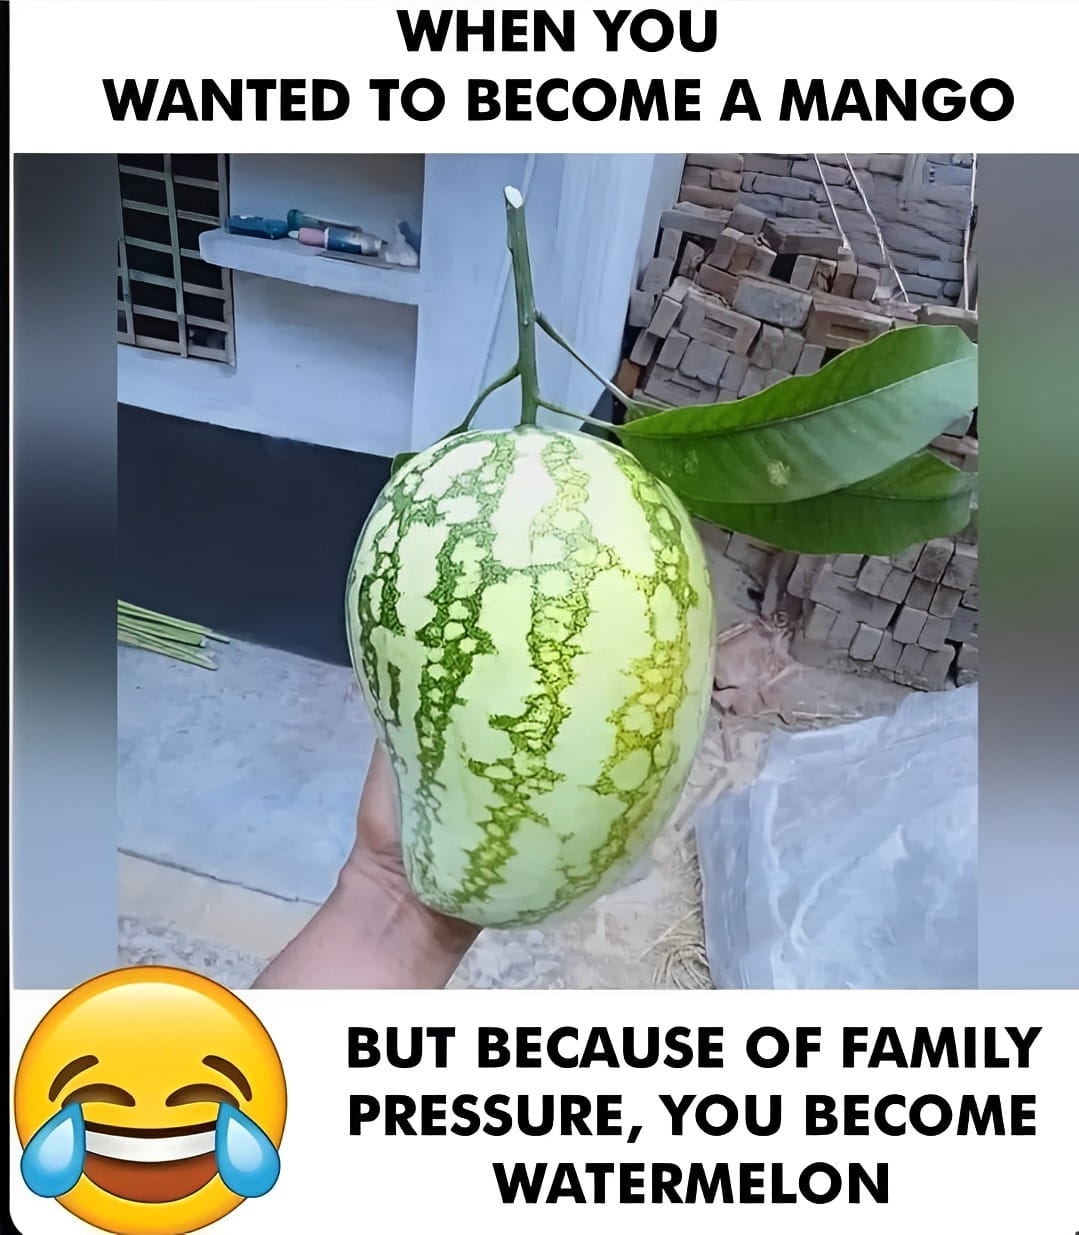 WHEN YOU
WANTED TO BECOME A MANGO
BUT BECAUSE OF FAMILY
PRESSURE, YOU BECOME
WATERMELON